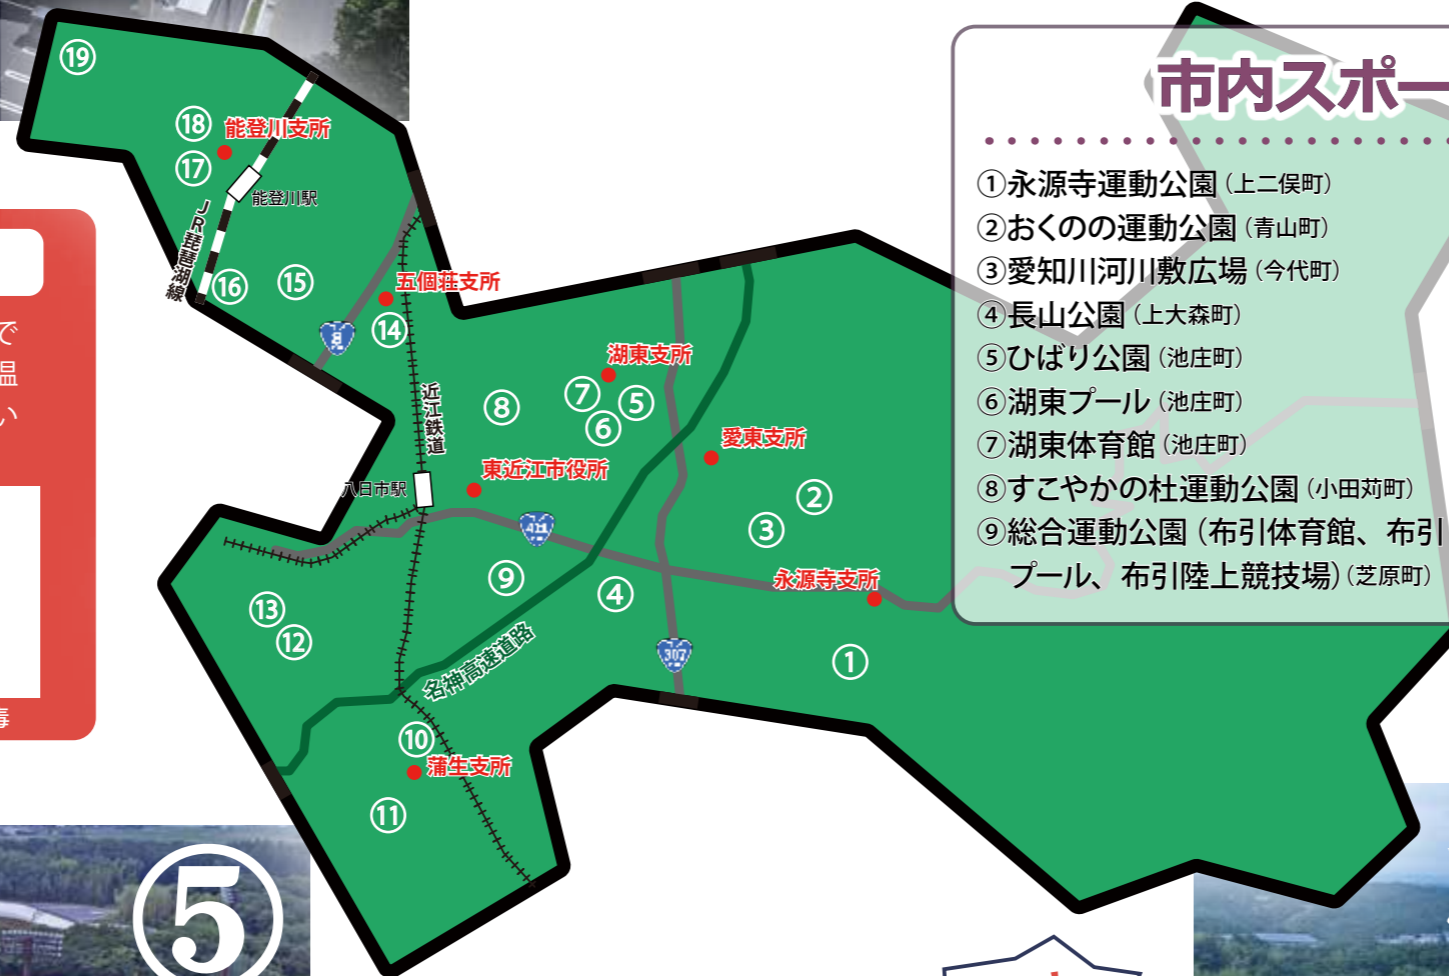 市内スポー
①永源寺運動公園(上二俣町)
②おくのの運動公園(青山町)
③愛知川河川敷広場(今代町)
④長山公園(上大森町)
⑤ひばり公園(池庄町)
⑥湖東プール(池庄町)
⑦湖東体育館(池庄町)
⑧すこやかの杜運動公園(小田苅町)
⑨総合運動公園(布引体育館、布引
プール、布引陸上競技場)(芝原町)
⑲
⑱
能登川支所
⑰
能登川駅
JR琵琶湖線
⑯
⑮
五個荘支所
⑭
8
近江鉄道
湖東支所
⑦
⑤
⑥
⑧
愛東支所
東近江市役所
八日市駅
②
421
③
⑨
④
永源寺支所
⑬
⑫
名神高速道路
307
①
⑩
蒲生支所
⑪
で
温
い
毒
⑤